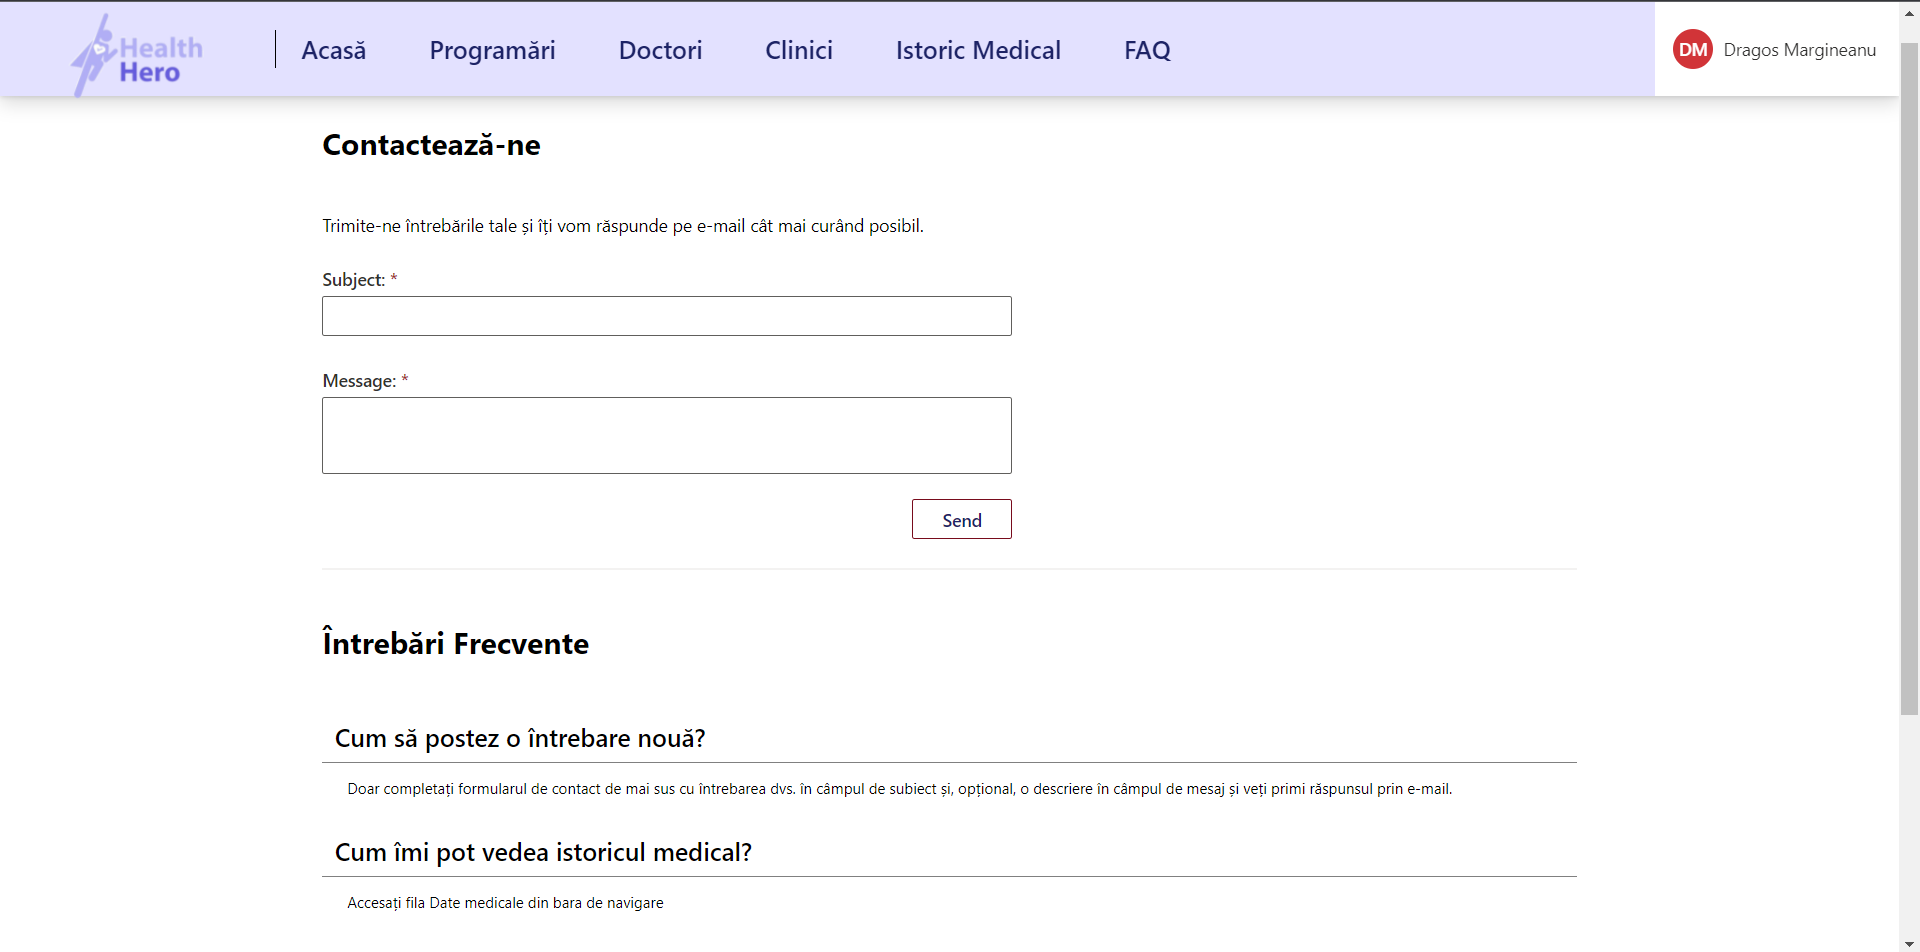 Health
Hero
Acasă
Programări
Doctori
Clinici
Istoric Medical
FAQ
DM
Dragos Margineanu
Contactează-ne
Trimite-ne întrebările tale și îți vom răspunde pe e-mail cât mai curând posibil.
Subject: *
Message: *
Send
Întrebări Frecvente
Cum să postez o întrebare nouă?
Doar completați formularul de contact de mai sus cu întrebarea dvs. în câmpul de subiect și, opțional, o descriere în câmpul de mesaj și veți primi răspunsul prin e-mail.
Cum îmi pot vedea istoricul medical?
Accesați fila Date medicale din bara de navigare